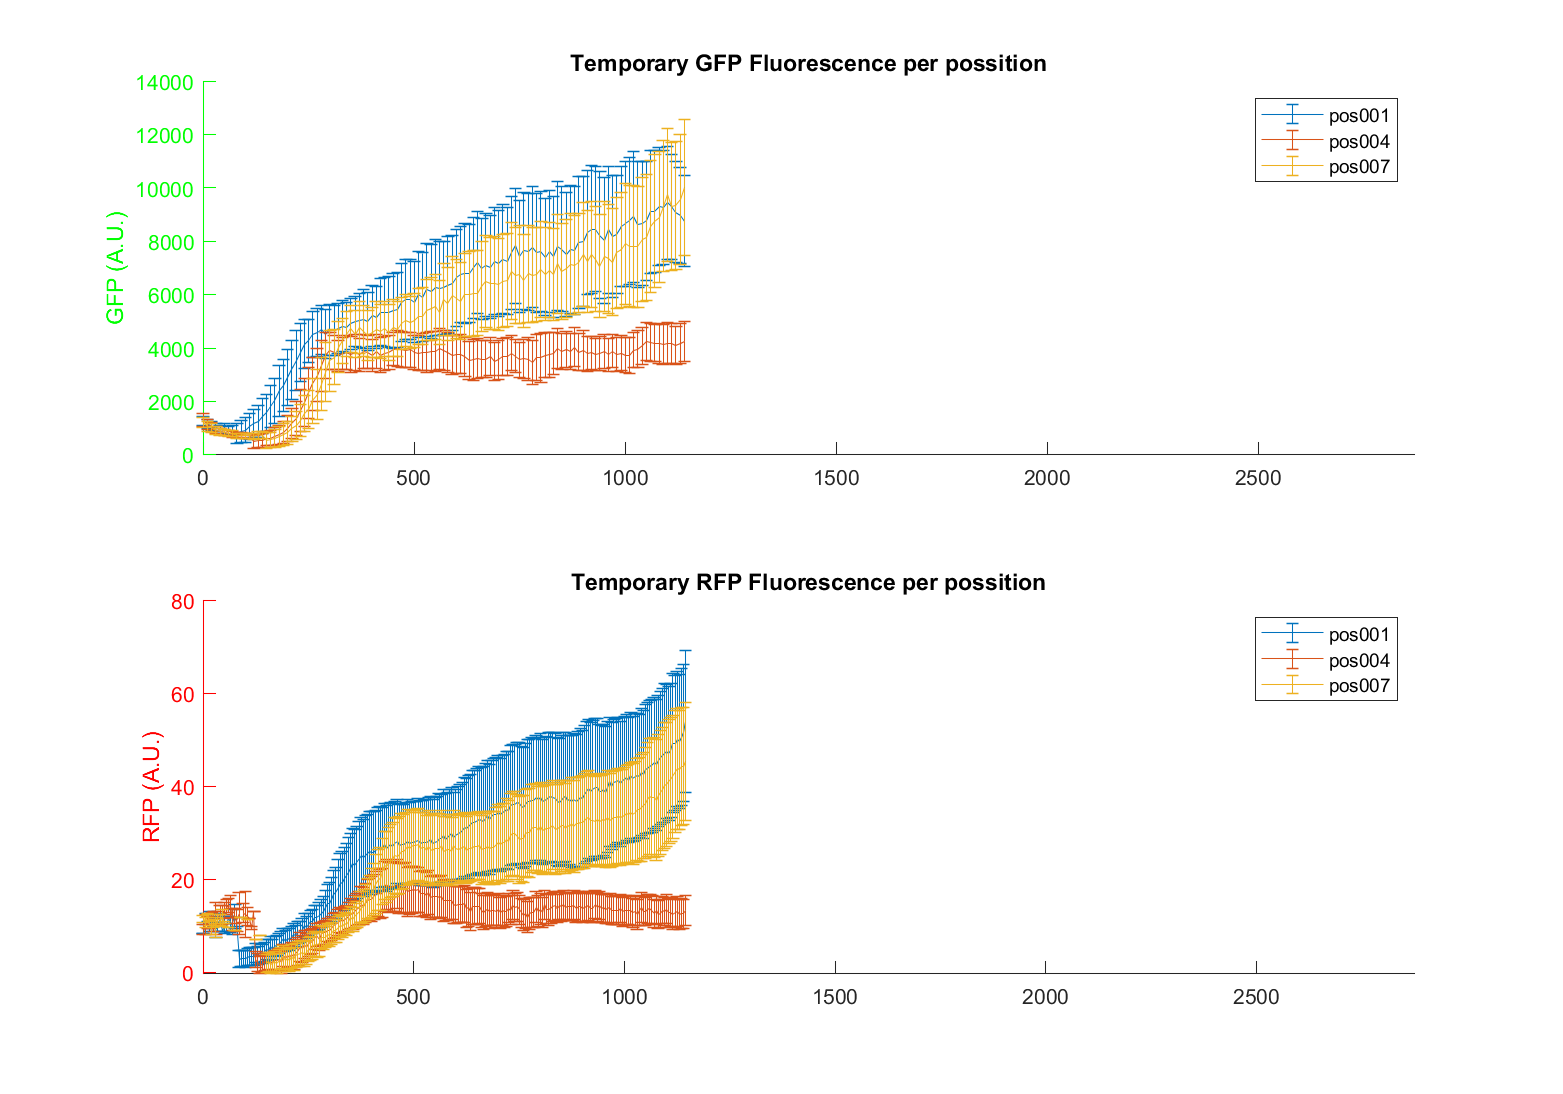 Temporary GFP Fluorescence per possition
14000
12000
10000
8000
6000
4000
2000
0
GFP (A.U.)
pos001
pos004
pos007
0 500 1000 1500 2000 2500
Temporary RFP Fluorescence per possition
80
60
40
20
0
RFP (A.U.)
pos001
pos004
pos007
0 500 1000 1500 2000 2500